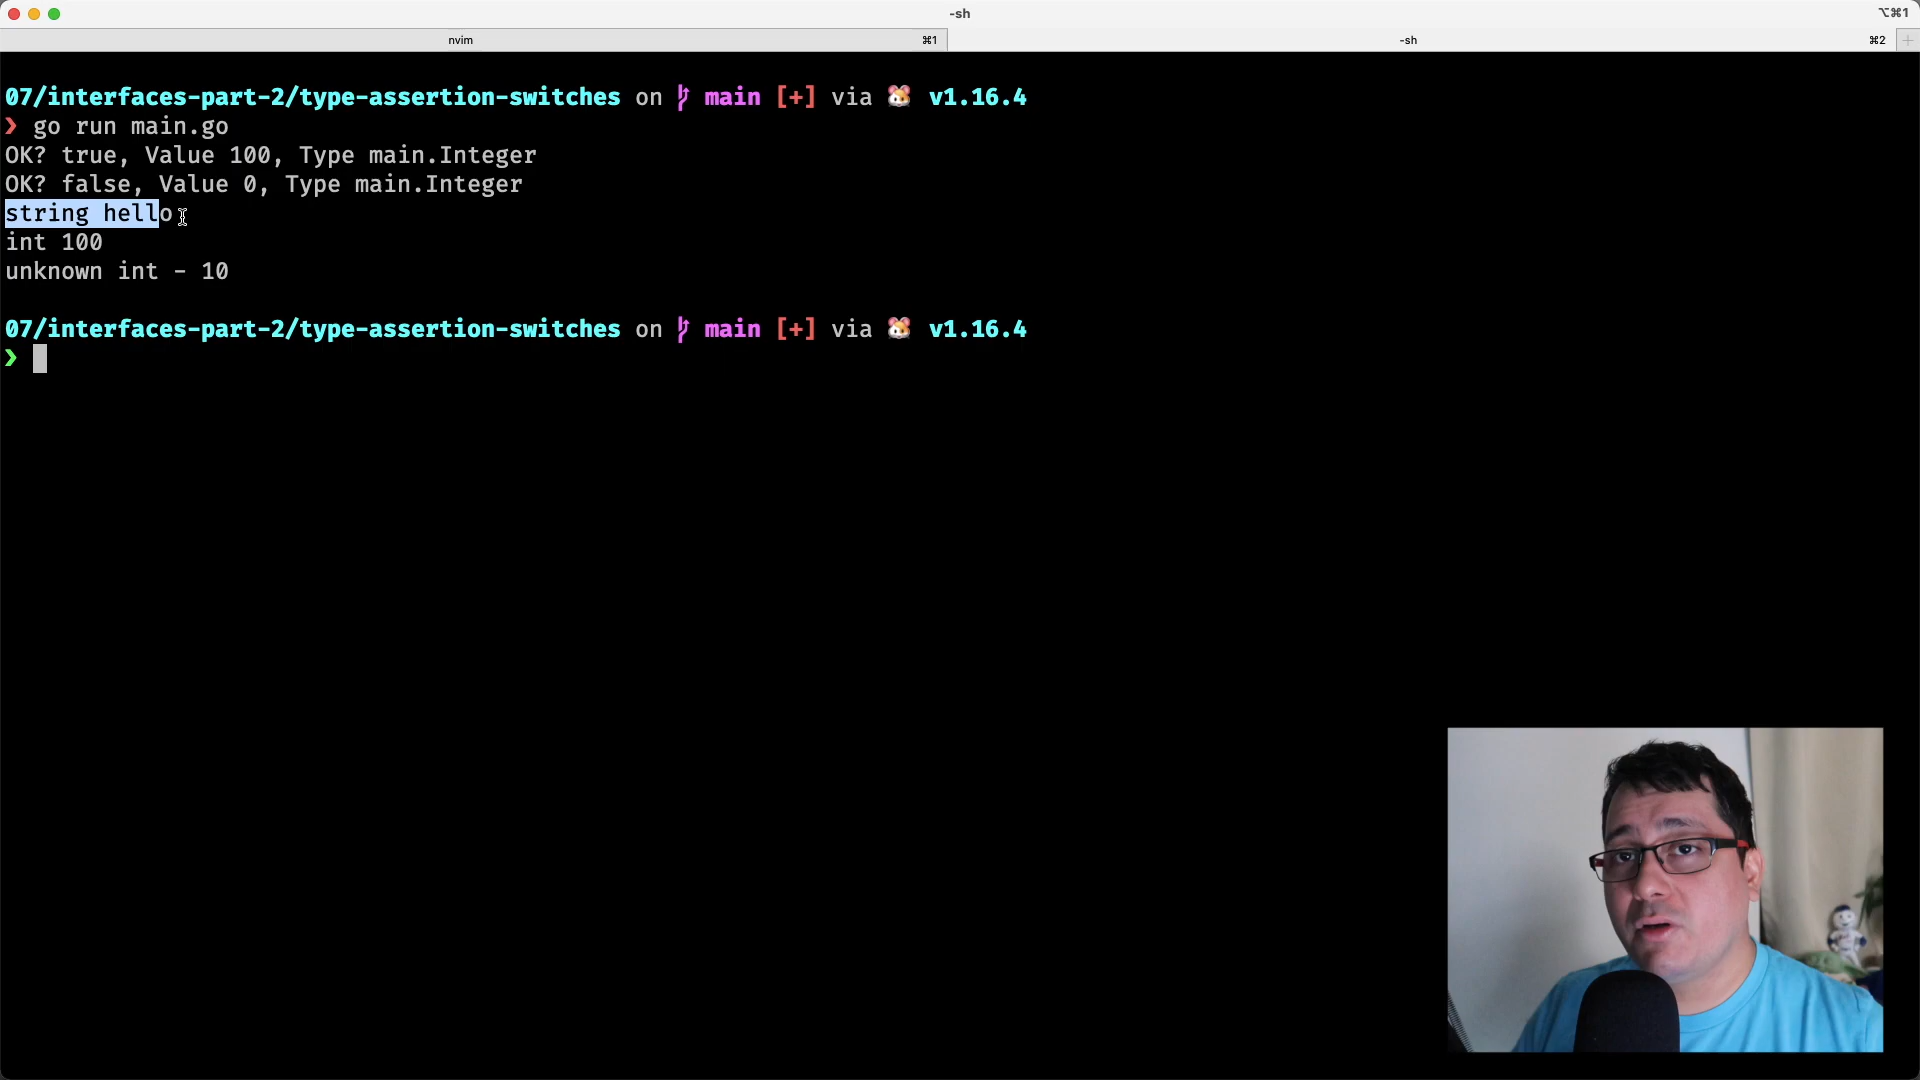 -sh
⌥⌘1
nvim ⌘1 -sh ⌘2
07/interfaces-part-2/type-assertion-switches on main [+] via 🐹 v1.16.4
❯ go run main.go
OK? true, Value 100, Type main.Integer
OK? false, Value 0, Type main.Integer
string hello
int 100
unknown int - 10
07/interfaces-part-2/type-assertion-switches on main [+] via 🐹 v1.16.4
❯